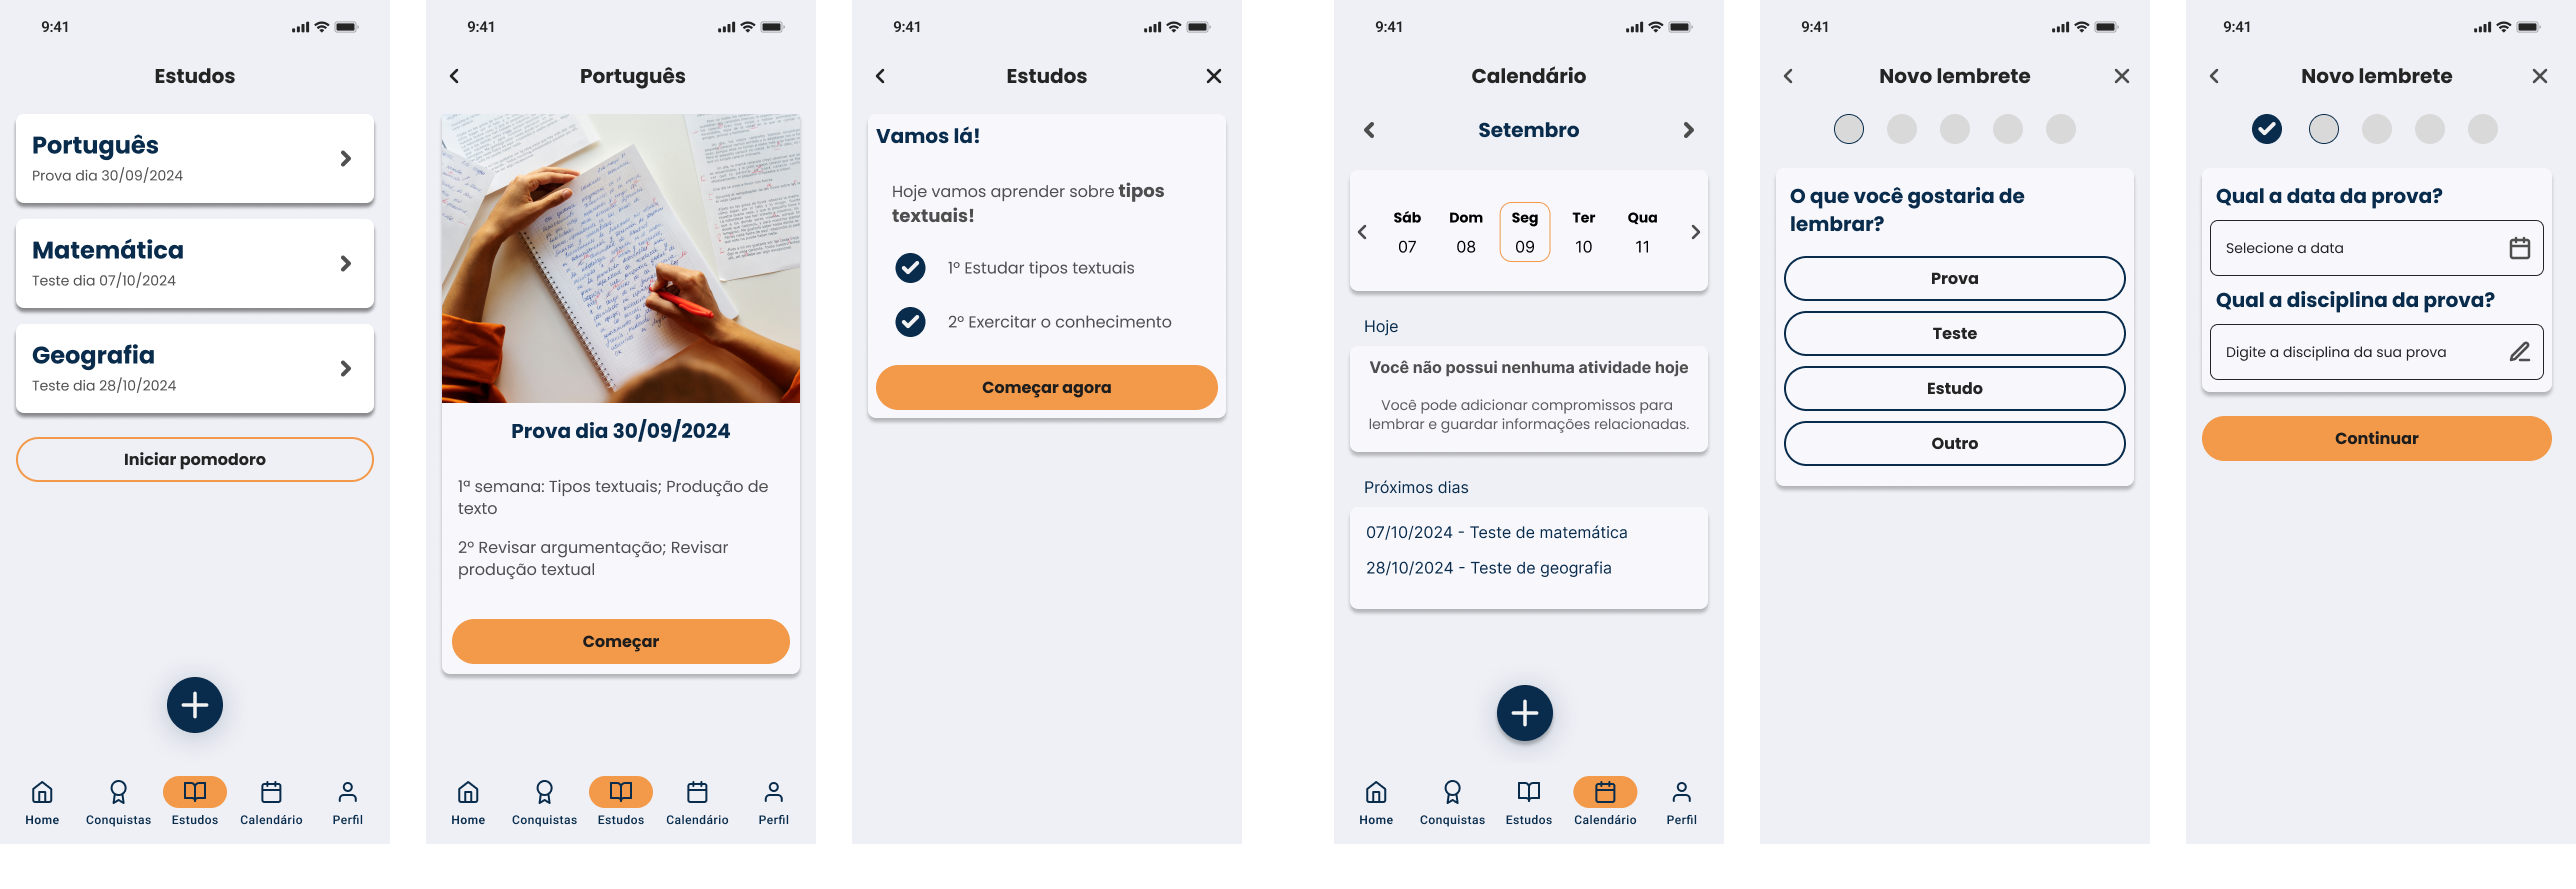 9:41
Estudos
Português
Prova dia 30/09/2024
Matemática
Teste dia 07/10/2024
Geografia
Teste dia 28/10/2024
Iniciar pomodoro
Home
Conquistas
Estudos
Calendário
Perfil
9:41
Português
Prova dia 30/09/2024
1ª semana: Tipos textuais; Produção de
texto
2º Revisar argumentação; Revisar
produção textual
Começar
Home
Conquistas
Estudos
Calendário
Perfil
9:41
Estudos
Vamos lá!
Hoje vamos aprender sobre tipos
textuais!
1º Estudar tipos textuais
2º Exercitar o conhecimento
Começar agora
9:41
Calendário
Setembro
Sáb Dom Seg Ter Qua
07 08 09 10 11
Hoje
Você não possui nenhuma atividade hoje
Você pode adicionar compromissos para
lembrar e guardar informações relacionadas.
Próximos dias
07/10/2024 - Teste de matemática
28/10/2024 - Teste de geografia
Home
Conquistas
Estudos
Calendário
Perfil
9:41
Novo lembrete
O que você gostaria de
lembrar?
Prova
Teste
Estudo
Outro
9:41
Novo lembrete
Qual a data da prova?
Selecione a data
Qual a disciplina da prova?
Digite a disciplina da sua prova
Continuar